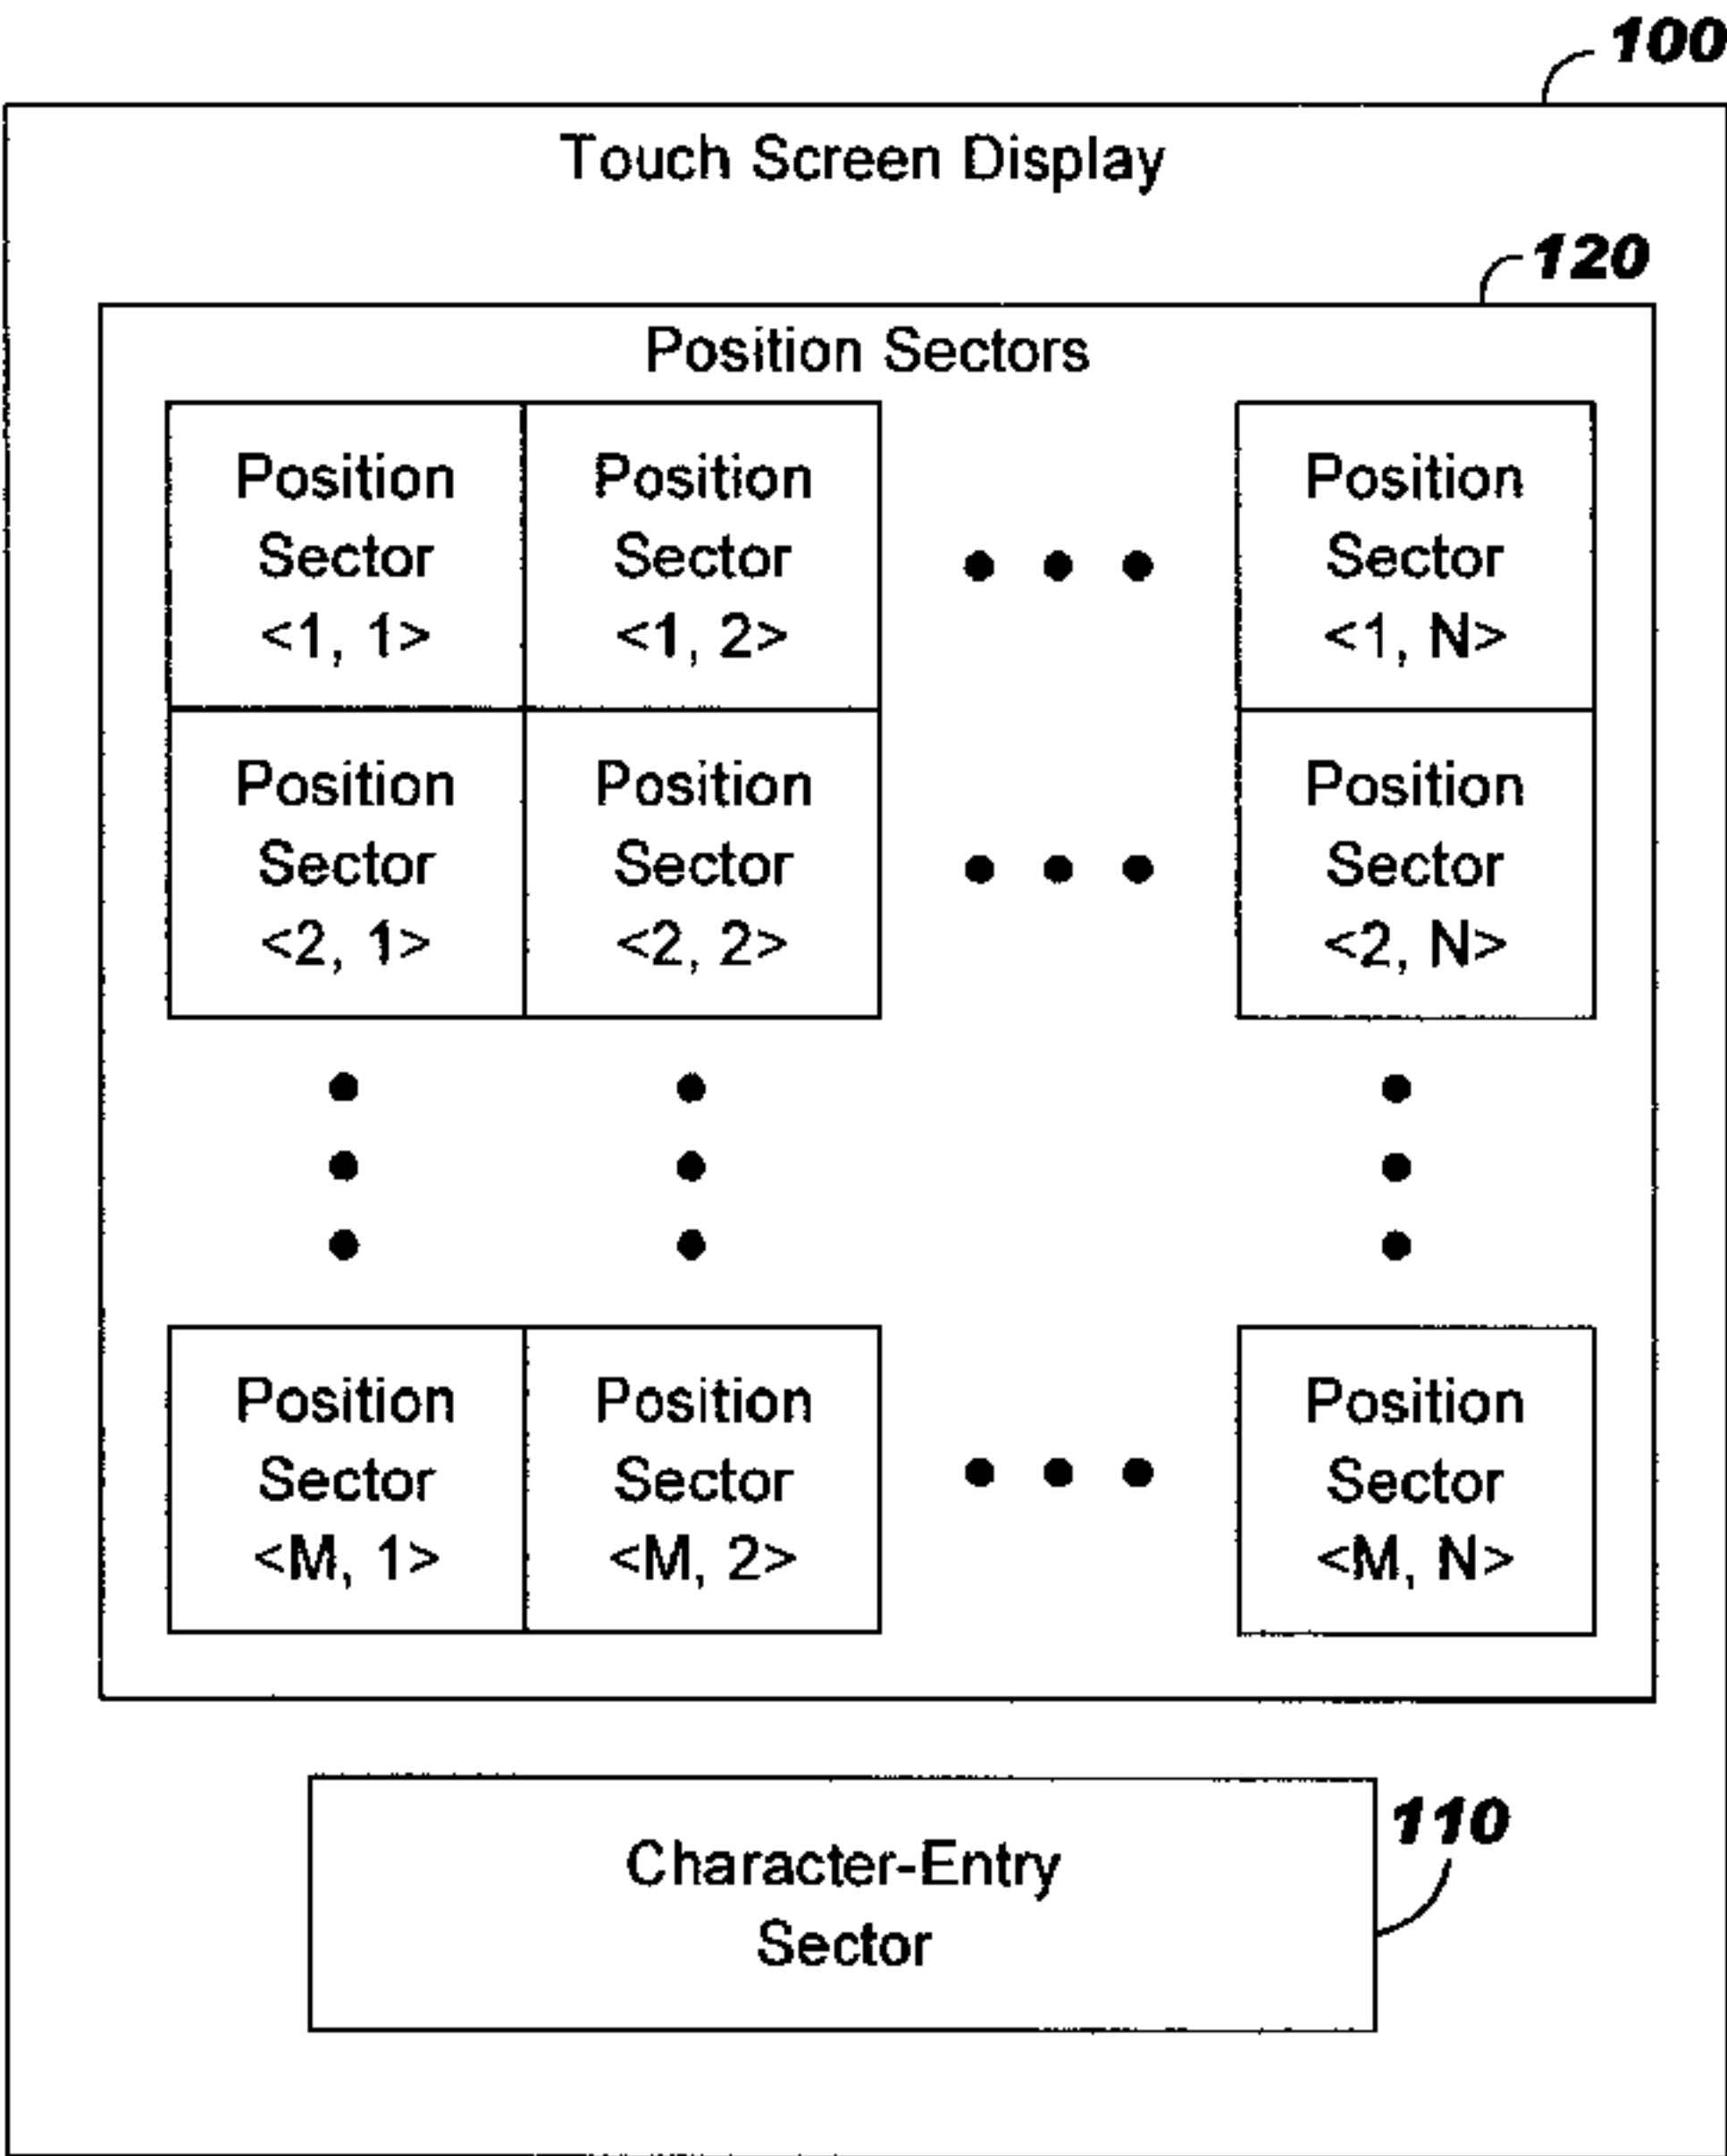 100
Touch Screen Display
120
Position Sectors
Position
Sector
<1, 1>
Position
Sector
<1, 2>
Position
Sector
<1, N>
Position
Sector
<2, 1>
Position
Sector
<2, 2>
Position
Sector
<2, N>
Position
Sector
<M, 1>
Position
Sector
<M, 2>
Position
Sector
<M, N>
110
Character-Entry
Sector